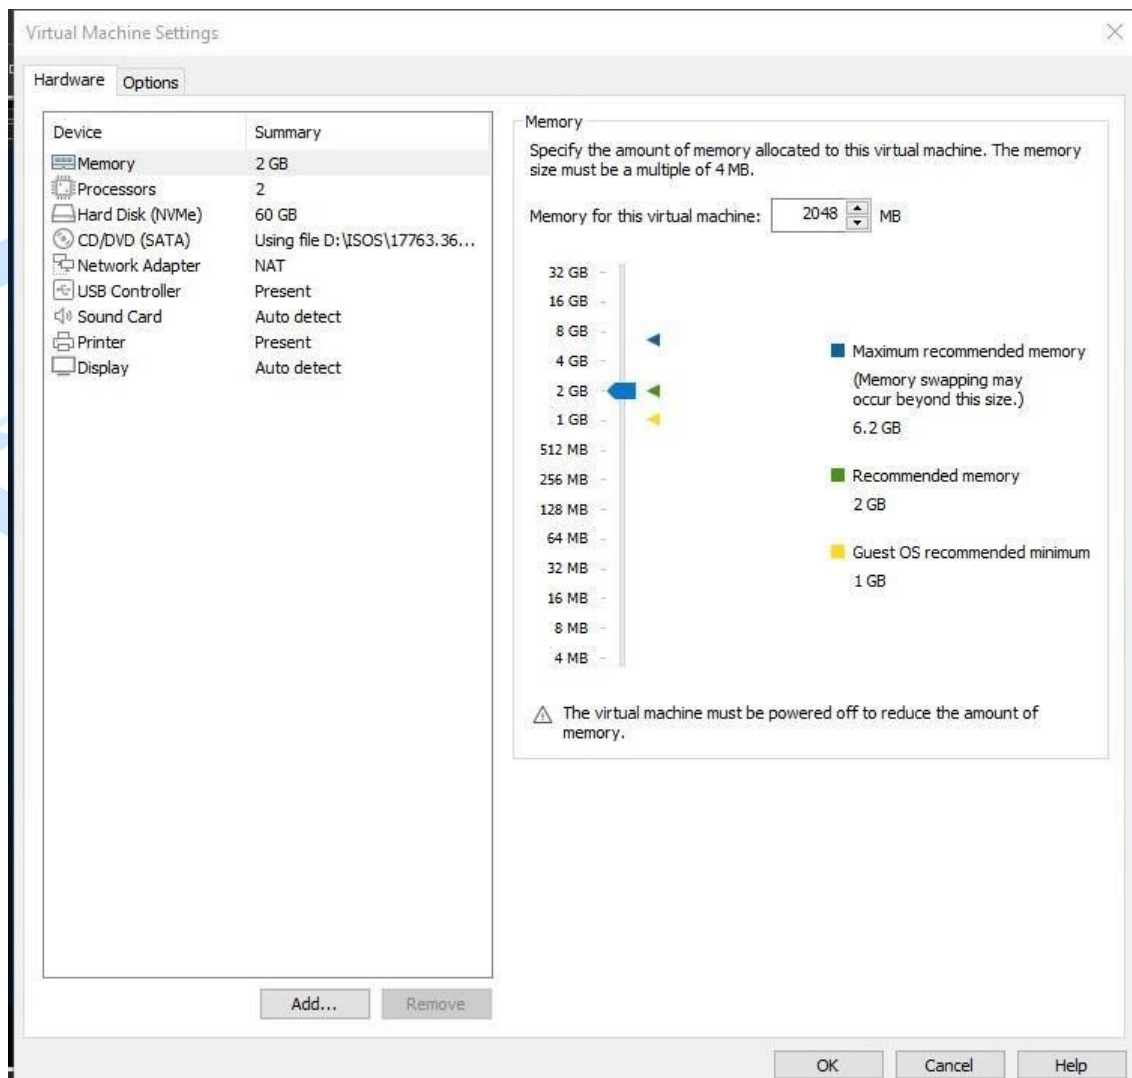 Virtual Machine Settings
Hardware
Options
Device Summary
Memory 2 GB
Processors 2
Hard Disk (NVMe) 60 GB
CD/DVD (SATA) Using file D:\ISOS\17763.36...
Network Adapter NAT
USB Controller Present
Sound Card Auto detect
Printer Present
Display Auto detect
Add...
Remove
Memory
Specify the amount of memory allocated to this virtual machine. The memory
size must be a multiple of 4 MB.
Memory for this virtual machine: 2048 MB
32 GB
16 GB
8 GB
4 GB
2 GB
1 GB
512 MB
256 MB
128 MB
64 MB
32 MB
16 MB
8 MB
4 MB
Maximum recommended memory
(Memory swapping may
occur beyond this size.)
6.2 GB
Recommended memory
2 GB
Guest OS recommended minimum
1 GB
The virtual machine must be powered off to reduce the amount of
memory.
OK
Cancel
Help